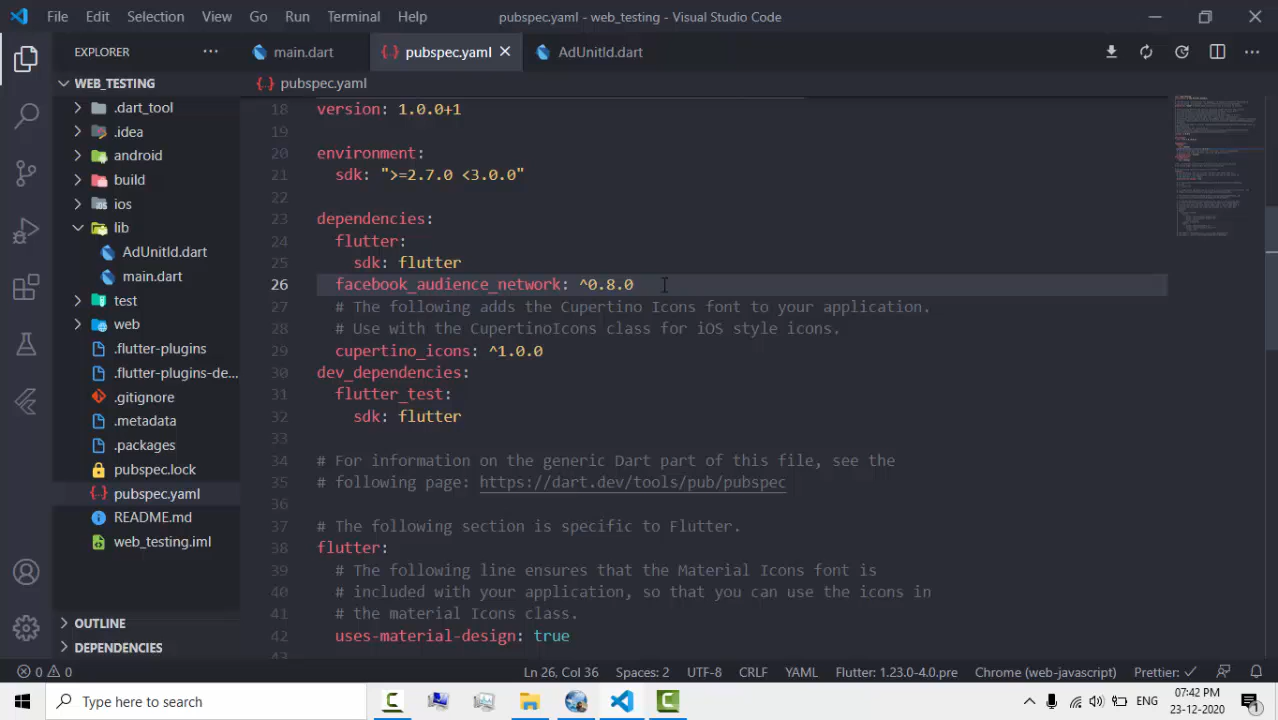 File Edit Selection View Go Run Terminal Help
pubspec.yaml - web_testing - Visual Studio Code
EXPLORER
main.dart
pubspec.yaml
AdUnitId.dart
WEB_TESTING
pubspec.yaml
.dart_tool
.idea
android
build
ios
lib
AdUnitId.dart
main.dart
test
web
.flutter-plugins
.flutter-plugins-de...
.gitignore
.metadata
.packages
pubspec.lock
pubspec.yaml
README.md
web_testing.iml
OUTLINE
DEPENDENCIES
18 version: 1.0.0+1
19
20 environment:
21 sdk: ">=2.7.0 <3.0.0"
22
23 dependencies:
24 flutter:
25 sdk: flutter
26 facebook_audience_network: ^0.8.0
27 # The following adds the Cupertino Icons font to your application.
28 # Use with the CupertinoIcons class for iOS style icons.
29 cupertino_icons: ^1.0.0
30 dev_dependencies:
31 flutter_test:
32 sdk: flutter
33
34 # For information on the generic Dart part of this file, see the
35 # following page: https://dart.dev/tools/pub/pubspec
36
37 # The following section is specific to Flutter.
38 flutter:
39 # The following line ensures that the Material Icons font is
40 # included with your application, so that you can use the icons in
41 # the material Icons class.
42 uses-material-design: true
43
0 0
Ln 26, Col 36 Spaces: 2 UTF-8 CRLF YAML Flutter: 1.23.0-4.0.pre Chrome (web-javascript) Prettier: ✓
Type here to search
ENG
07:42 PM
23-12-2020
1